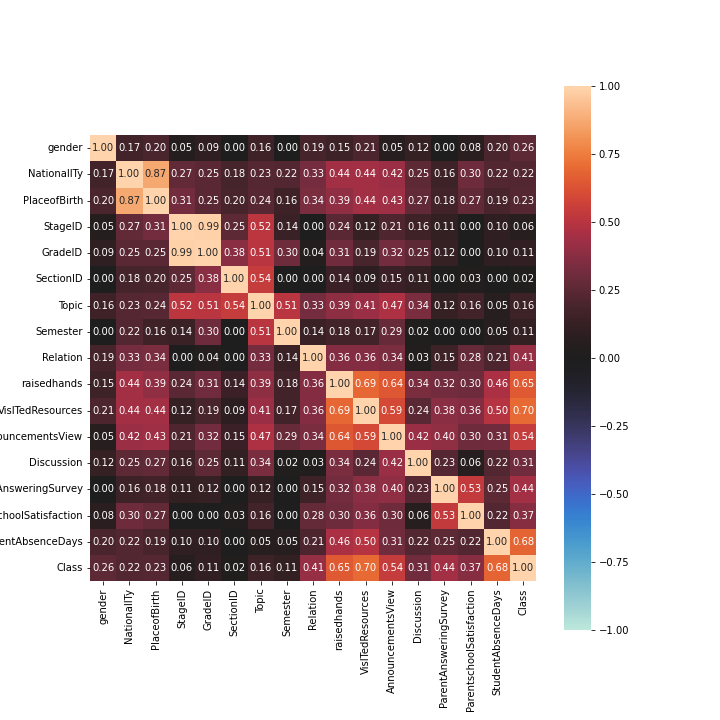 gender 1.00 0.17 0.20 0.05 0.09 0.00 0.16 0.00 0.19 0.15 0.21 0.05 0.12 0.00 0.08 0.20 0.26
NationalITy 0.17 1.00 0.87 0.27 0.25 0.18 0.23 0.22 0.33 0.44 0.44 0.42 0.25 0.16 0.30 0.22 0.22
PlaceofBirth 0.20 0.87 1.00 0.31 0.25 0.20 0.24 0.16 0.34 0.39 0.44 0.43 0.27 0.18 0.27 0.19 0.23
StageID 0.05 0.27 0.31 1.00 0.99 0.25 0.52 0.14 0.00 0.24 0.12 0.21 0.16 0.11 0.00 0.10 0.06
GradeID 0.09 0.25 0.25 0.99 1.00 0.38 0.51 0.30 0.04 0.31 0.19 0.32 0.25 0.12 0.00 0.10 0.11
SectionID 0.00 0.18 0.20 0.25 0.38 1.00 0.54 0.00 0.00 0.14 0.09 0.15 0.11 0.00 0.03 0.00 0.02
Topic 0.16 0.23 0.24 0.52 0.51 0.54 1.00 0.51 0.33 0.39 0.41 0.47 0.34 0.12 0.16 0.05 0.16
Semester 0.00 0.22 0.16 0.14 0.30 0.00 0.51 1.00 0.14 0.18 0.17 0.29 0.02 0.00 0.00 0.05 0.11
Relation 0.19 0.33 0.34 0.00 0.04 0.00 0.33 0.14 1.00 0.36 0.36 0.34 0.03 0.15 0.28 0.21 0.41
raisedhands 0.15 0.44 0.39 0.24 0.31 0.14 0.39 0.18 0.36 1.00 0.69 0.64 0.34 0.32 0.30 0.46 0.65
VisITedResources 0.21 0.44 0.44 0.12 0.19 0.09 0.41 0.17 0.36 0.69 1.00 0.59 0.24 0.38 0.36 0.50 0.70
ouncementsView 0.05 0.42 0.43 0.21 0.32 0.15 0.47 0.29 0.34 0.64 0.59 1.00 0.42 0.40 0.30 0.31 0.54
Discussion 0.12 0.25 0.27 0.16 0.25 0.11 0.34 0.02 0.03 0.34 0.24 0.42 1.00 0.23 0.06 0.22 0.31
AnsweringSurvey 0.00 0.16 0.18 0.11 0.12 0.00 0.12 0.00 0.15 0.32 0.38 0.40 0.23 1.00 0.53 0.25 0.44
choolSatisfaction 0.08 0.30 0.27 0.00 0.00 0.03 0.16 0.00 0.28 0.30 0.36 0.30 0.06 0.53 1.00 0.22 0.37
entAbsenceDays 0.20 0.22 0.19 0.10 0.10 0.00 0.05 0.05 0.21 0.46 0.50 0.31 0.22 0.25 0.22 1.00 0.68
Class 0.26 0.22 0.23 0.06 0.11 0.02 0.16 0.11 0.41 0.65 0.70 0.54 0.31 0.44 0.37 0.68 1.00
gender
NationalITy
PlaceofBirth
StageID
GradeID
SectionID
Topic
Semester
Relation
raisedhands
VisITedResources
AnnouncementsView
Discussion
ParentAnsweringSurvey
ParentschoolSatisfaction
StudentAbsenceDays
Class
1.00
0.75
0.50
0.25
0.00
−0.25
−0.50
−0.75
−1.00